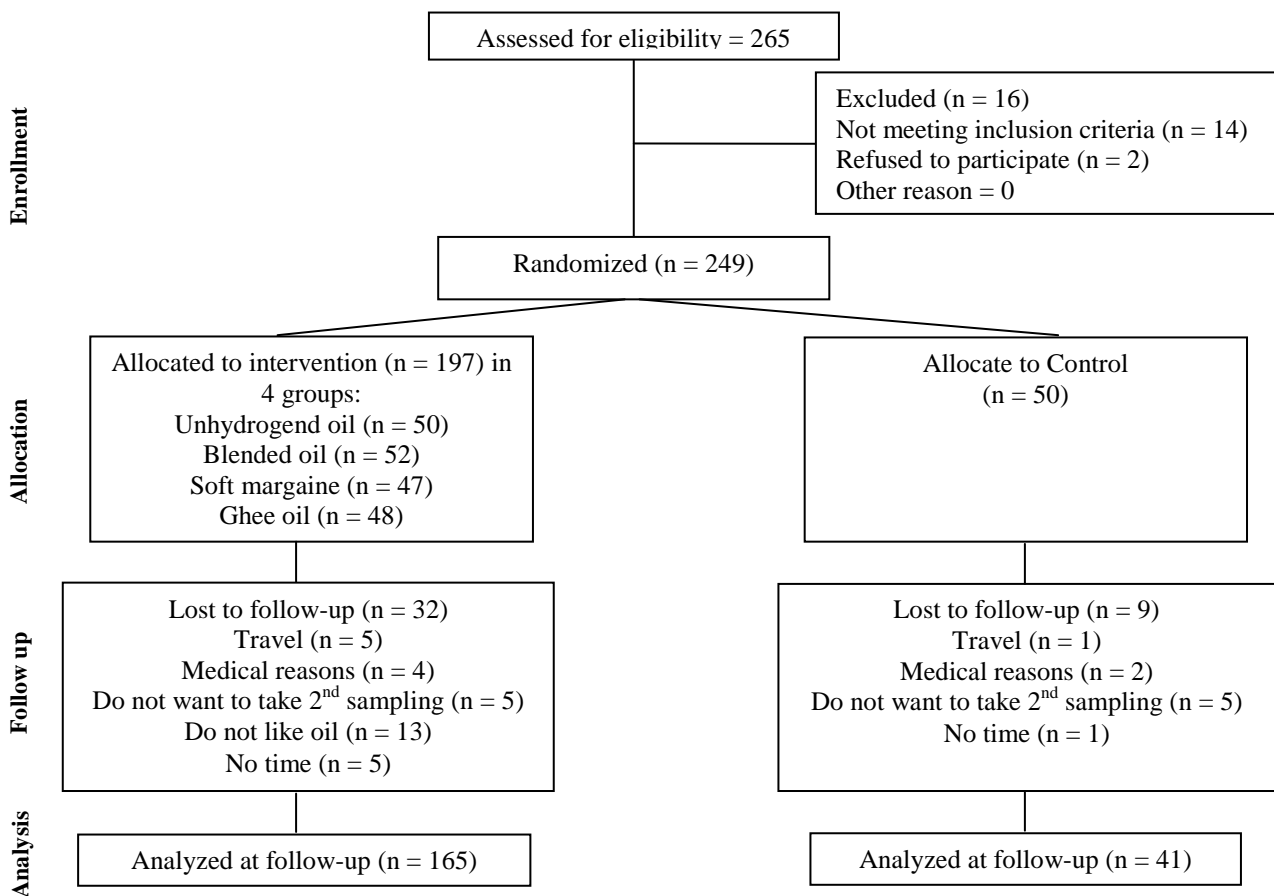 Assessed for eligibility = 265
Enrollment
Excluded (n = 16)
Not meeting inclusion criteria (n = 14)
Refused to participate (n = 2)
Other reason = 0
Randomized (n = 249)
Allocation
Allocated to intervention (n = 197) in
4 groups:
Unhydrogend oil (n = 50)
Blended oil (n = 52)
Soft margaine (n = 47)
Ghee oil (n = 48)
Allocate to Control
(n = 50)
Follow up
Lost to follow-up (n = 32)
Travel (n = 5)
Medical reasons (n = 4)
Do not want to take 2nd sampling (n = 5)
Do not like oil (n = 13)
No time (n = 5)
Lost to follow-up (n = 9)
Travel (n = 1)
Medical reasons (n = 2)
Do not want to take 2nd sampling (n = 5)
No time (n = 1)
Analysis
Analyzed at follow-up (n = 165)
Analyzed at follow-up (n = 41)